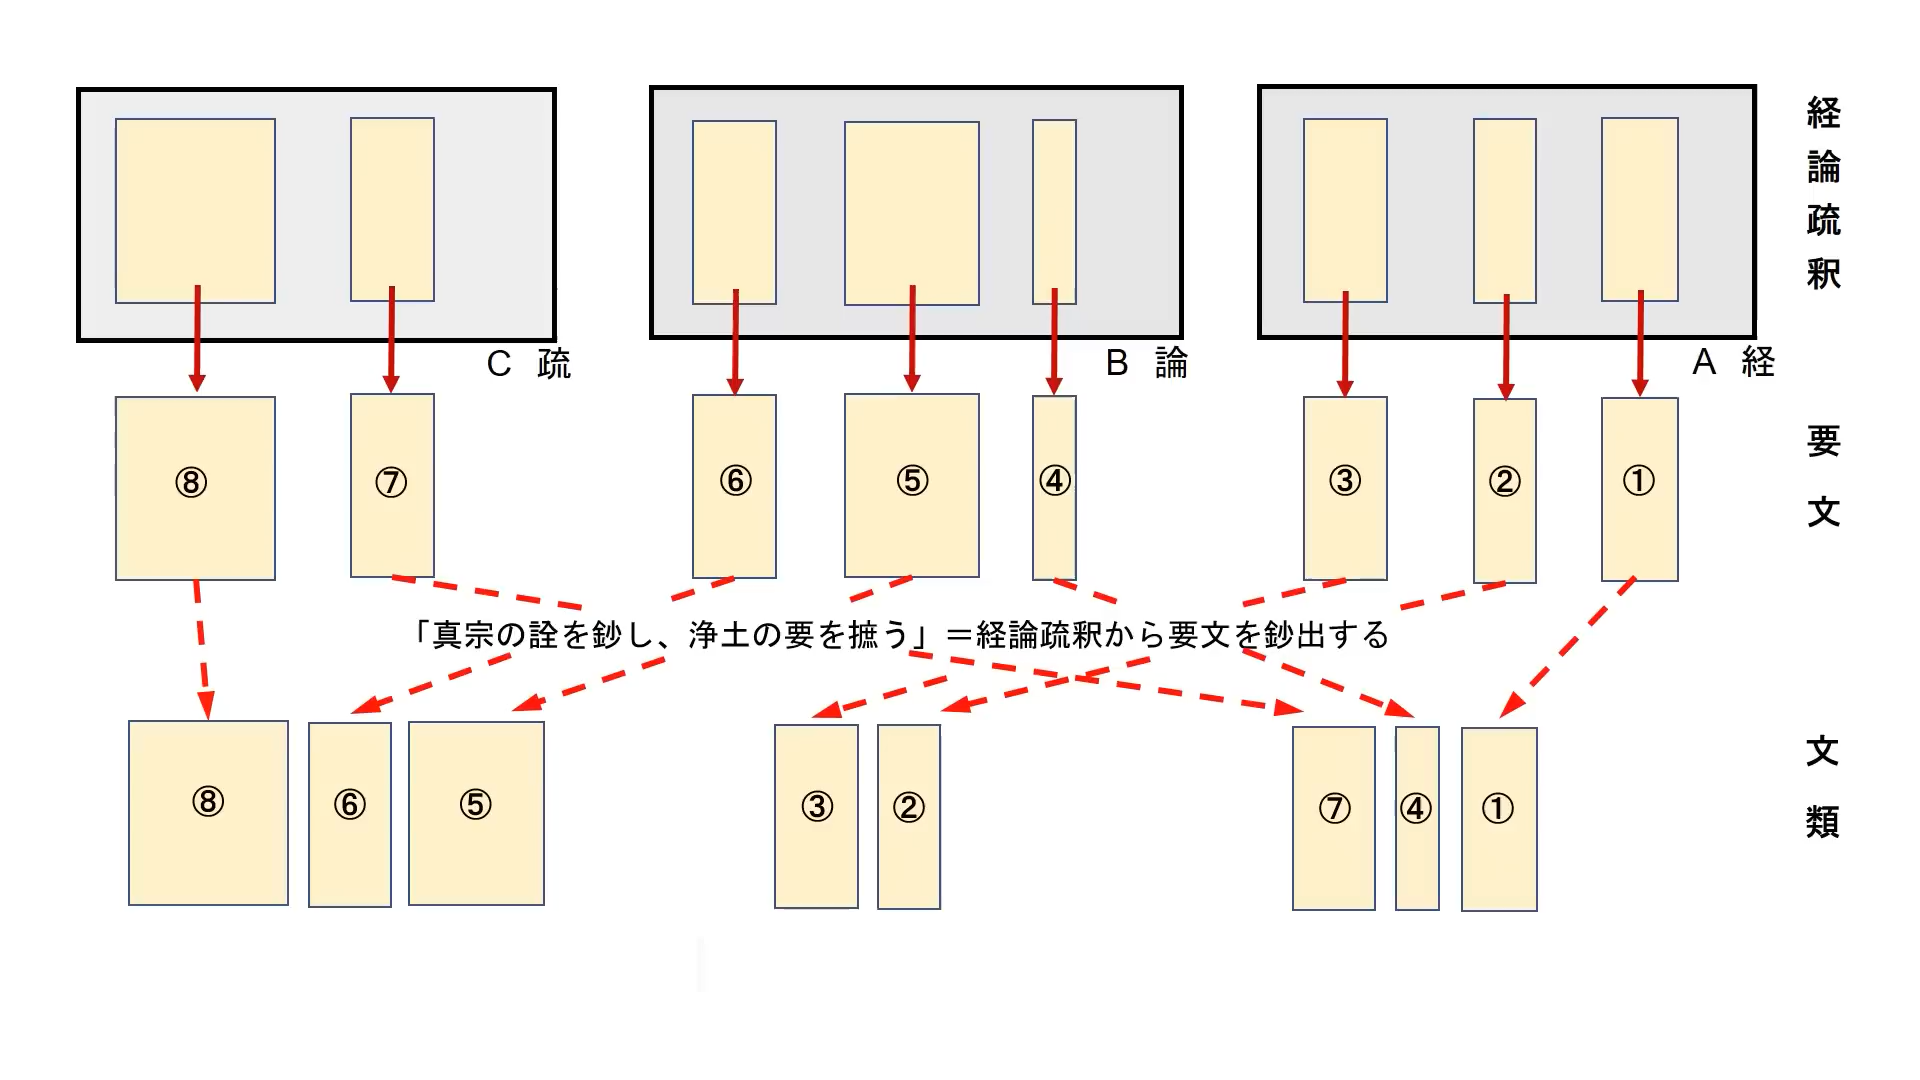 経論疏釈
A 経
B 論
C 疏
要文
①
②
③
④
⑤
⑥
⑦
⑧
「真宗の詮を鈔し、浄土の要を摭う」＝経論疏釈から要文を鈔出する
文類
①
④
⑦
②
③
⑤
⑥
⑧